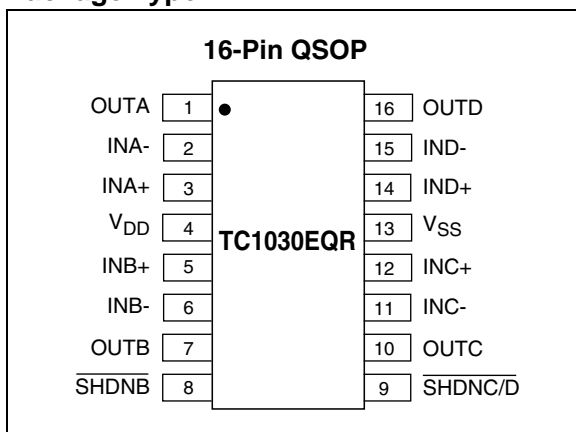 16-Pin QSOP
OUTA 1 16 OUTD
INA- 2 15 IND-
INA+ 3 14 IND+
VDD 4 TC1030EQR 13 VSS
INB+ 5 12 INC+
INB- 6 11 INC-
OUTB 7 10 OUTC
SHDNB 8 9 SHDNC/D